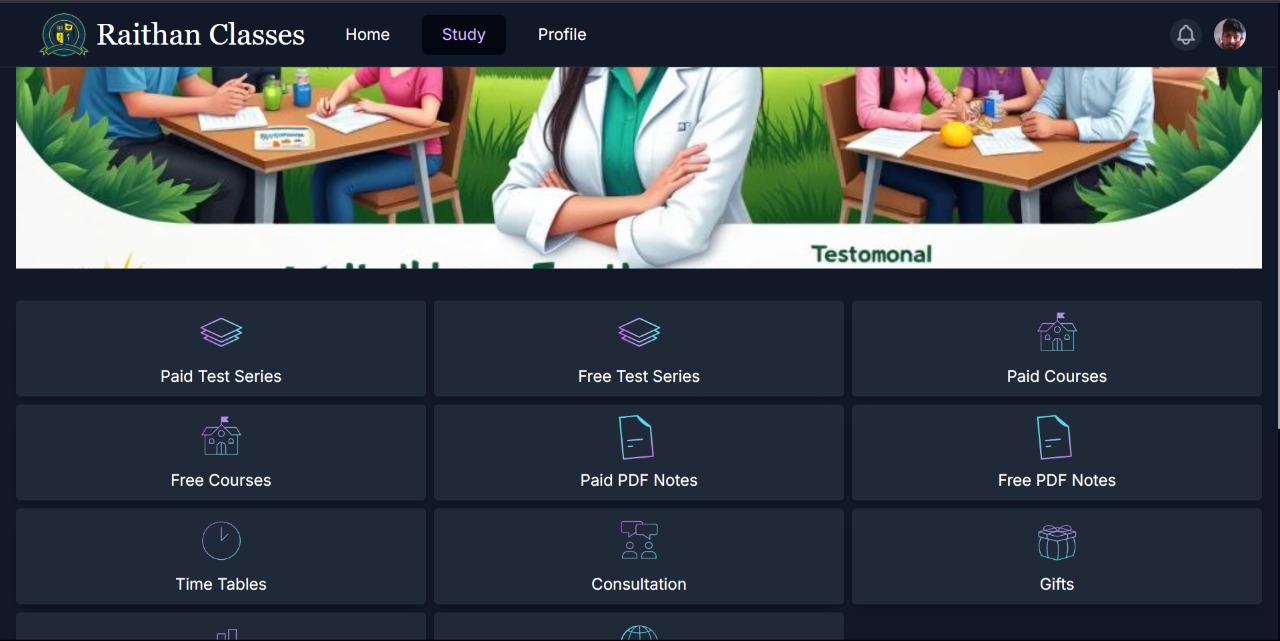 Raithan Classes
Home
Study
Profile
Testomonal
Paid Test Series
Free Test Series
Paid Courses
Free Courses
Paid PDF Notes
Free PDF Notes
Time Tables
Consultation
Gifts